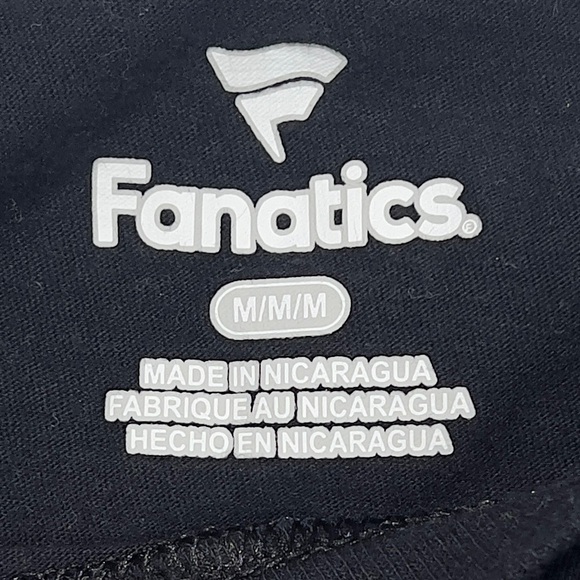 Fanatics
M/M/M
MADE IN NICARAGUA
FABRIQUE AU NICARAGUA
HECHO EN NICARAGUA